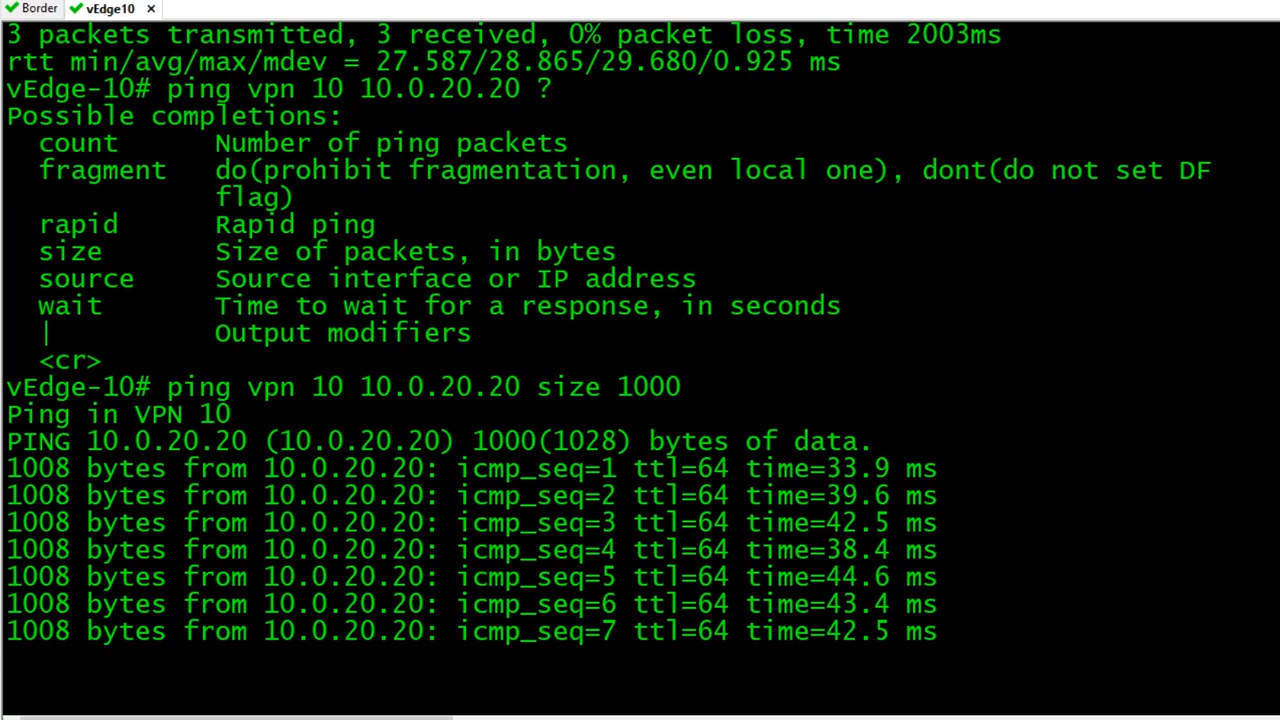 Border vEdge10 ×
3 packets transmitted, 3 received, 0% packet loss, time 2003ms
rtt min/avg/max/mdev = 27.587/28.865/29.680/0.925 ms
vEdge-10# ping vpn 10 10.0.20.20 ?
Possible completions:
count Number of ping packets
fragment do(prohibit fragmentation, even local one), dont(do not set DF
flag)
rapid Rapid ping
size Size of packets, in bytes
source Source interface or IP address
wait Time to wait for a response, in seconds
| Output modifiers
<cr>
vEdge-10# ping vpn 10 10.0.20.20 size 1000
Ping in VPN 10
PING 10.0.20.20 (10.0.20.20) 1000(1028) bytes of data.
1008 bytes from 10.0.20.20: icmp_seq=1 ttl=64 time=33.9 ms
1008 bytes from 10.0.20.20: icmp_seq=2 ttl=64 time=39.6 ms
1008 bytes from 10.0.20.20: icmp_seq=3 ttl=64 time=42.5 ms
1008 bytes from 10.0.20.20: icmp_seq=4 ttl=64 time=38.4 ms
1008 bytes from 10.0.20.20: icmp_seq=5 ttl=64 time=44.6 ms
1008 bytes from 10.0.20.20: icmp_seq=6 ttl=64 time=43.4 ms
1008 bytes from 10.0.20.20: icmp_seq=7 ttl=64 time=42.5 ms